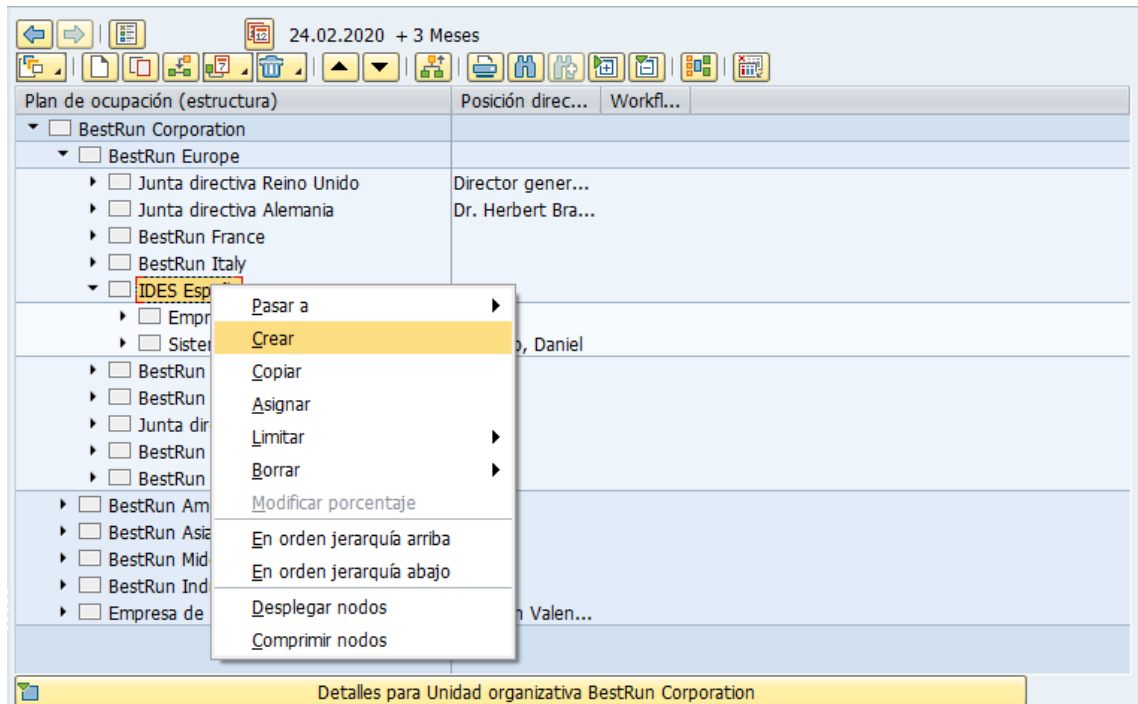 24.02.2020 + 3 Meses
Plan de ocupación (estructura) Posición direc... Workfl...
BestRun Corporation
BestRun Europe
Junta directiva Reino Unido Director gener...
Junta directiva Alemania Dr. Herbert Bra...
BestRun France
BestRun Italy
IDES Esp
Pasar a
Empr
Crear
Sister , Daniel
BestRun
Copiar
BestRun
Asignar
Junta dir
Limitar
BestRun
Borrar
BestRun
Modificar porcentaje
BestRun Am
BestRun Asia
En orden jerarquía arriba
BestRun Mid
En orden jerarquía abajo
BestRun Ind
Desplegar nodos
Empresa de n Valen...
Comprimir nodos
Detalles para Unidad organizativa BestRun Corporation